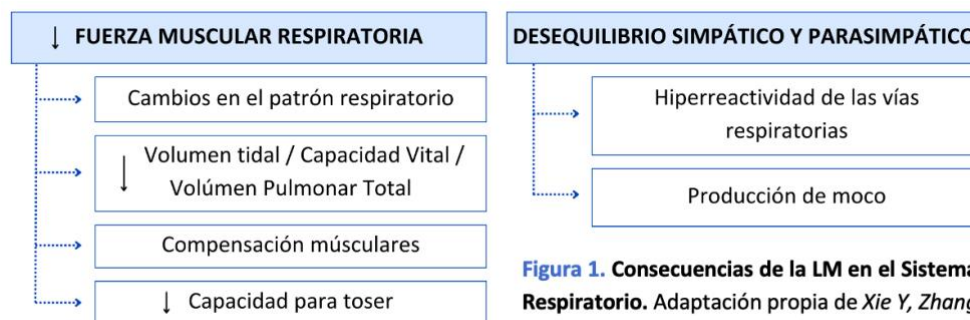 ↓ FUERZA MUSCULAR RESPIRATORIA
Cambios en el patrón respiratorio
↓ Volumen tidal / Capacidad Vital /
Volúmen Pulmonar Total
Compensación músculares
↓ Capacidad para toser
DESEQUILIBRIO SIMPÁTICO Y PARASIMPÁTICO
Hiperreactividad de las vías
respiratorias
Producción de moco
Figura 1. Consecuencias de la LM en el Sistema
Respiratorio. Adaptación propia de Xie Y, Zhang